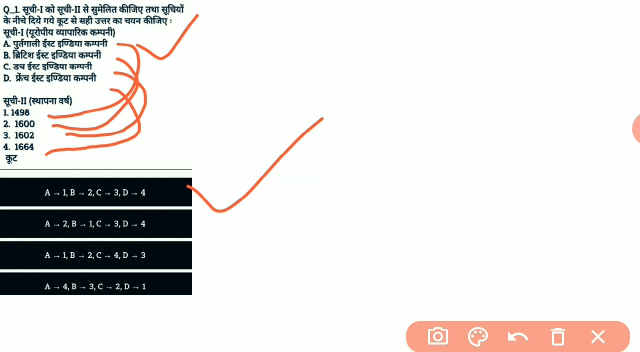 Q_1. सूची-I को सूची-II से सुमेलित कीजिए तथा सूचियों
के नीचे दिये गये कूट से सही उत्तर का चयन कीजिए :
सूची-I (यूरोपीय व्यापारिक कम्पनी)
A. पुर्तगाली ईस्ट इण्डिया कम्पनी
B. ब्रिटिश ईस्ट इण्डिया कम्पनी
C. डच ईस्ट इण्डिया कम्पनी
D. फ्रेंच ईस्ट इण्डिया कम्पनी
सूची-II (स्थापना वर्ष)
1. 1498
2. 1600
3. 1602
4. 1664
कूट
A → 1, B → 2, C → 3, D → 4
A → 2, B → 1, C → 3, D → 4
A → 1, B → 2, C → 4, D → 3
A → 4, B → 3, C → 2, D → 1